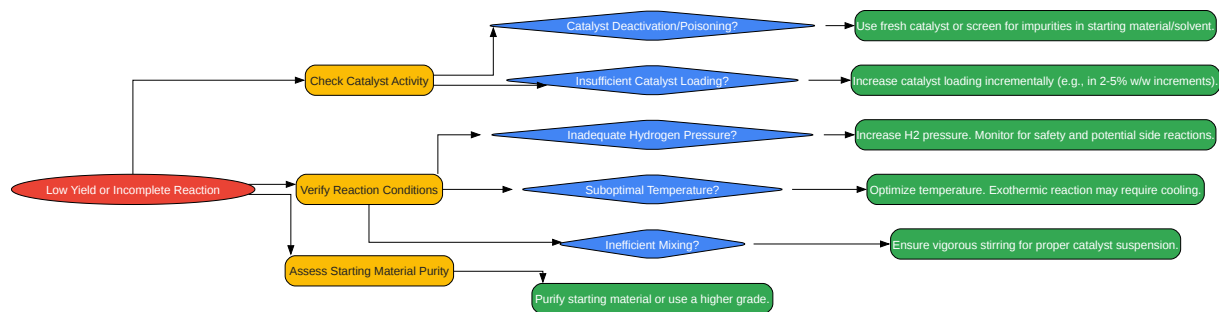 Catalyst Deactivation/Poisoning?
Use fresh catalyst or screen for impurities in starting material/solvent.
Check Catalyst Activity
Insufficient Catalyst Loading?
Increase catalyst loading incrementally (e.g., in 2-5% w/w increments).
Inadequate Hydrogen Pressure?
Increase H2 pressure. Monitor for safety and potential side reactions.
Low Yield or Incomplete Reaction
Verify Reaction Conditions
Suboptimal Temperature?
Optimize temperature. Exothermic reaction may require cooling.
Inefficient Mixing?
Ensure vigorous stirring for proper catalyst suspension.
Assess Starting Material Purity
Purify starting material or use a higher grade.